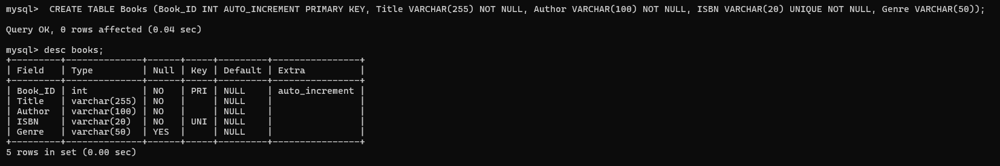 mysql>  CREATE TABLE Books (Book_ID INT AUTO_INCREMENT PRIMARY KEY, Title VARCHAR(255) NOT NULL, Author VARCHAR(100) NOT NULL, ISBN VARCHAR(20) UNIQUE NOT NULL, Genre VARCHAR(50));
Query OK, 0 rows affected (0.04 sec)
mysql> desc books;
+---------+--------------+------+-----+---------+----------------+
| Field   | Type         | Null | Key | Default | Extra          |
+---------+--------------+------+-----+---------+----------------+
| Book_ID | int          | NO   | PRI | NULL    | auto_increment |
| Title   | varchar(255) | NO   |     | NULL    |                |
| Author  | varchar(100) | NO   |     | NULL    |                |
| ISBN    | varchar(20)  | NO   | UNI | NULL    |                |
| Genre   | varchar(50)  | YES  |     | NULL    |                |
+---------+--------------+------+-----+---------+----------------+
5 rows in set (0.00 sec)